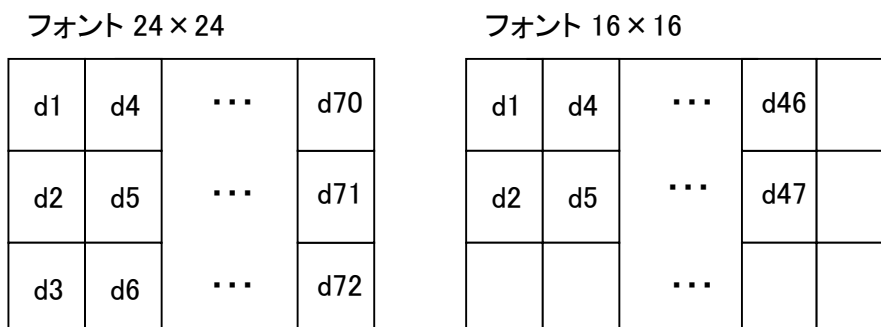 フォント 24×24
d1 d4 ・・・ d70
d2 d5 ・・・ d71
d3 d6 ・・・ d72
フォント 16×16
d1 d4 ・・・ d46
d2 d5 ・・・ d47
・・・